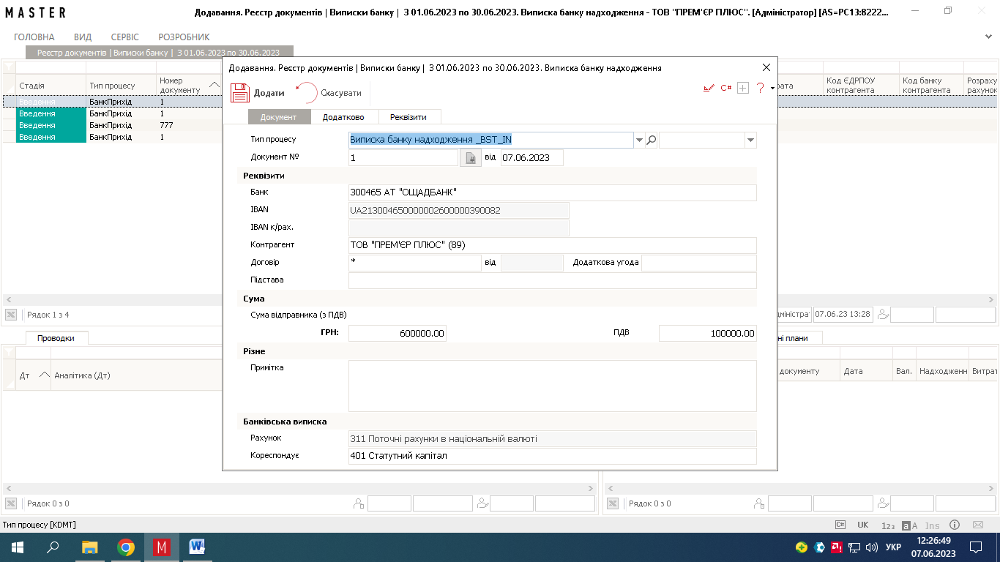 MASTER
Додавання. Реєстр документів | Виписки банку | З 01.06.2023 по 30.06.2023. Виписка банку надходження - ТОВ "ПРЕМ'ЄР ПЛЮС". [Адміністратор] [AS=PC13:8222...
ГОЛОВНА ВИД СЕРВІС РОЗРОБНИК
Реєстр документів | Виписки банку | З 01.06.2023 по 30.06.2023
Стадія Тип процесу Номер документу
рата Код ЄДРПОУ контрагента Код банку контрагента Розраху рахунок
Введення БанкПрихід 1
Введення БанкПрихід 1
Введення БанкПрихід 777
Введення БанкПрихід 1
Додавання. Реєстр документів | Виписки банку | З 01.06.2023 по 30.06.2023. Виписка банку надходження
Додати Скасувати C# ?
Документ Додатково Реквізити
Тип процесу Виписка банку надходження _BST_IN
Документ № 1 # від 07.06.2023
Реквізити
Банк 300465 АТ "ОЩАДБАНК"
IBAN UA213004650000002600000390082
IBAN к/рах.
Контрагент ТОВ "ПРЕМ'ЄР ПЛЮС" (89)
Договір * від Додаткова угода
Підстава
Сума
Сума відправника (з ПДВ)
ГРН: 600000.00 ПДВ 100000.00
Різне
Примітка
Банківська виписка
Рахунок 311 Поточні рахунки в національній валюті
Кореспондує 401 Статутний капітал
Рядок 1 з 4 дміністра 07.06.23 13:28
Проводки ні плани
Дт Аналітика (Дт) документу Дата Вал. Надходженн Витрат
Рядок 0 з 0 Рядок 0 з 0
Тип процесу [KDMT] C# UK 123 aA Ins
M W УКР 12:26:49
07.06.2023